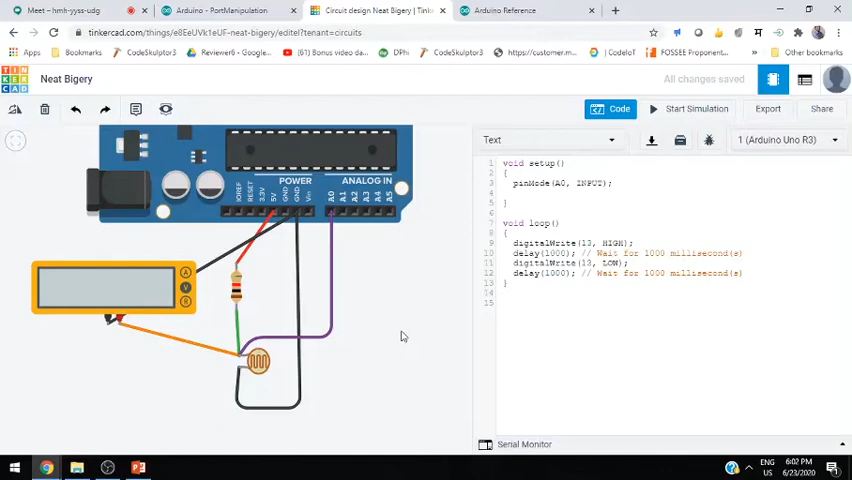 Meet – hmh-yyss-udg
Arduino - PortManipulation
Circuit design Neat Bigery | Tink
Arduino Reference
tinkercad.com/things/e8EeUVk1eUF-neat-bigery/editel?tenant=circuits
Apps
Bookmarks
CodeSkulptor3
Reviewer6-Google...
(61) Bonus video da...
DPhi
CodeSkulptor3
https://customer.m...
CodeIoT
FOSSEE Proponent...
TIN
KER
CAD
Neat Bigery
All changes saved
Code
Start Simulation
Export
Share
Text
1 (Arduino Uno R3)
POWER
ANALOG IN
IOREF
RESET
3.3V
5V
GND
GND
Vin
A0
A1
A2
A3
A4
A5
A
V
R
1 void setup()
2 {
3 pinMode(A0, INPUT);
4
5 }
6
7 void loop()
8 {
9 digitalWrite(13, HIGH);
10 delay(1000); // Wait for 1000 millisecond(s)
11 digitalWrite(13, LOW);
12 delay(1000); // Wait for 1000 millisecond(s)
13 }
14
15
Serial Monitor
ENG
US
6:02 PM
6/23/2020